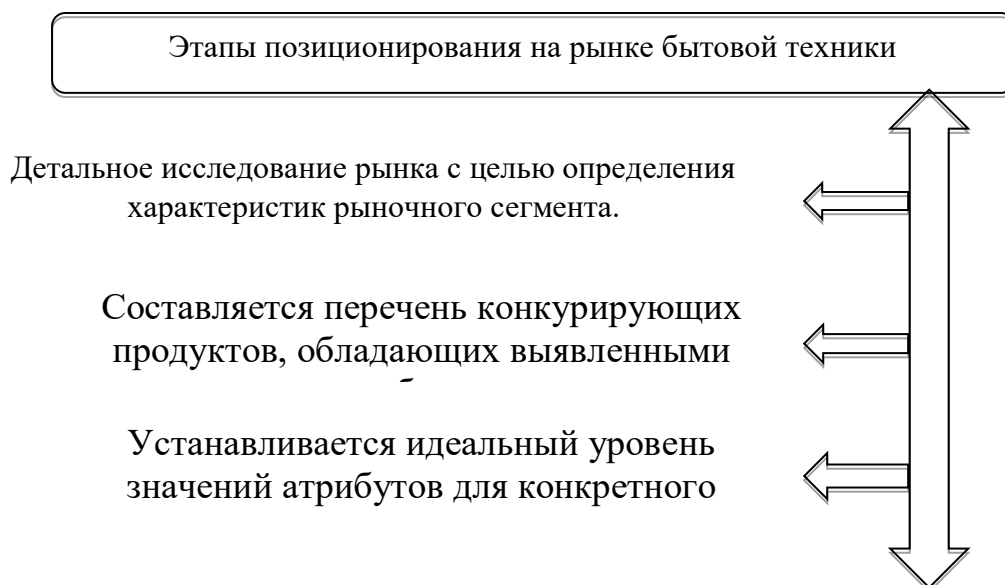 Этапы позиционирования на рынке бытовой техники
Детальное исследование рынка с целью определения
характеристик рыночного сегмента.
Составляется перечень конкурирующих
продуктов, обладающих выявленными
Устанавливается идеальный уровень
значений атрибутов для конкретного